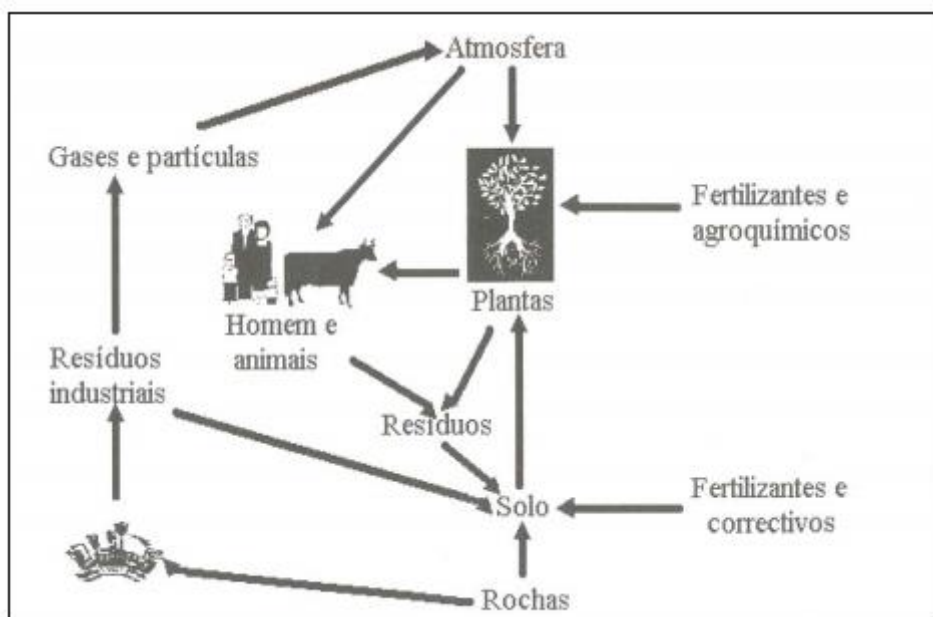 Atmosfera
Gases e partículas
Fertilizantes e
agroquímicos
Plantas
Homem e
animais
Resíduos
industriais
Resíduos
Solo
Fertilizantes e
correctivos
Rochas